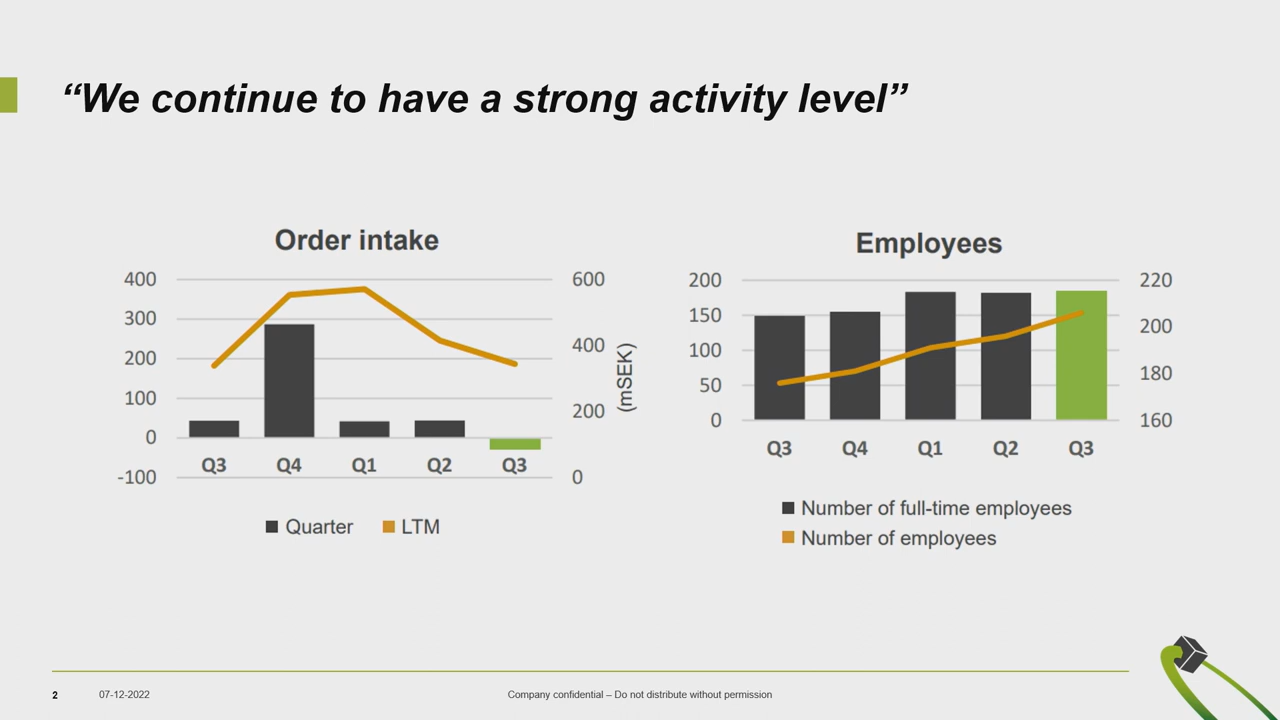 “We continue to have a strong activity level”
Order intake
400
300
200
100
0
-100
600
400
200
0
(mSEK)
Q3 Q4 Q1 Q2 Q3
Quarter LTM
Employees
200
150
100
50
0
220
200
180
160
Q3 Q4 Q1 Q2 Q3
Number of full-time employees
Number of employees
2 07-12-2022 Company confidential – Do not distribute without permission